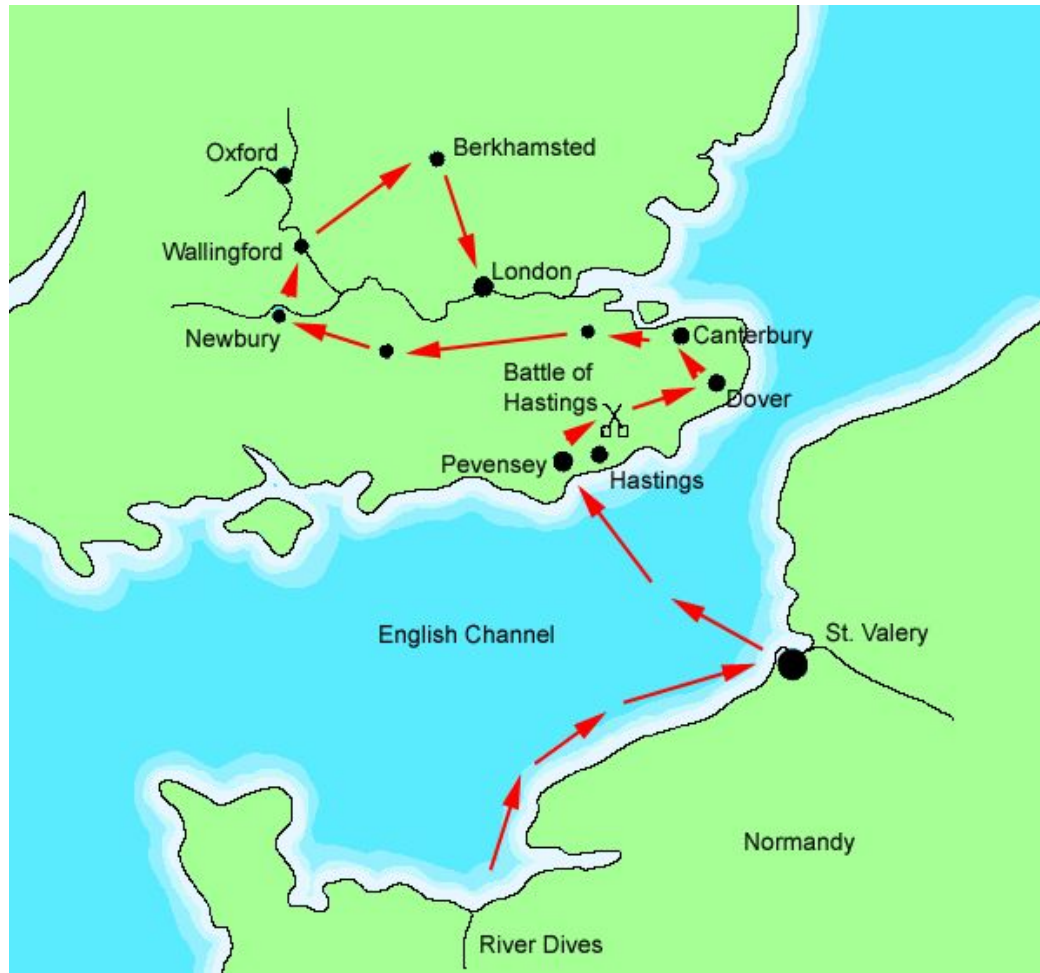 Berkhamsted
Oxford
Wallingford
London
Newbury
Canterbury
Battle of
Hastings
Dover
Pevensey
Hastings
English Channel
St. Valery
Normandy
River Dives